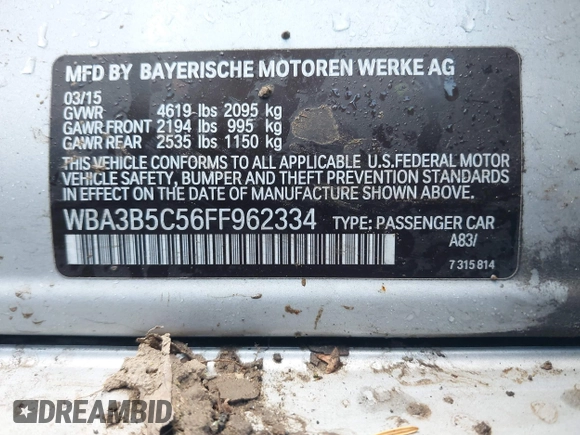 MFD BY BAYERISCHE MOTOREN WERKE AG
03/15
GVWR 4619 lbs 2095 kg
GAWR FRONT 2194 lbs 995 kg
GAWR REAR 2535 lbs 1150 kg
THIS VEHICLE CONFORMS TO ALL APPLICABLE U.S.FEDERAL MOTOR
VEHICLE SAFETY, BUMPER AND THEFT PREVENTION STANDARDS
IN EFFECT ON THE DATE OF MANUFACTURE SHOWN ABOVE.
WBA3B5C56FF962334 TYPE: PASSENGER CAR
A83/
7 315 814
DREAMBID